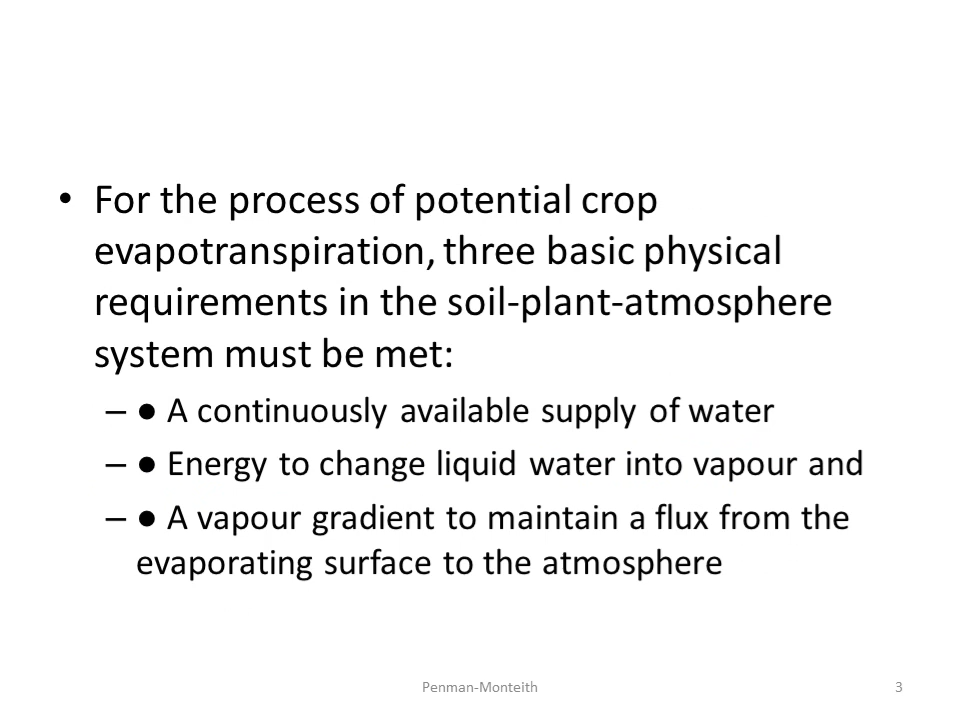 • For the process of potential crop
evapotranspiration, three basic physical
requirements in the soil-plant-atmosphere
system must be met:
– ● A continuously available supply of water
– ● Energy to change liquid water into vapour and
– ● A vapour gradient to maintain a flux from the
evaporating surface to the atmosphere
Penman-Monteith
3